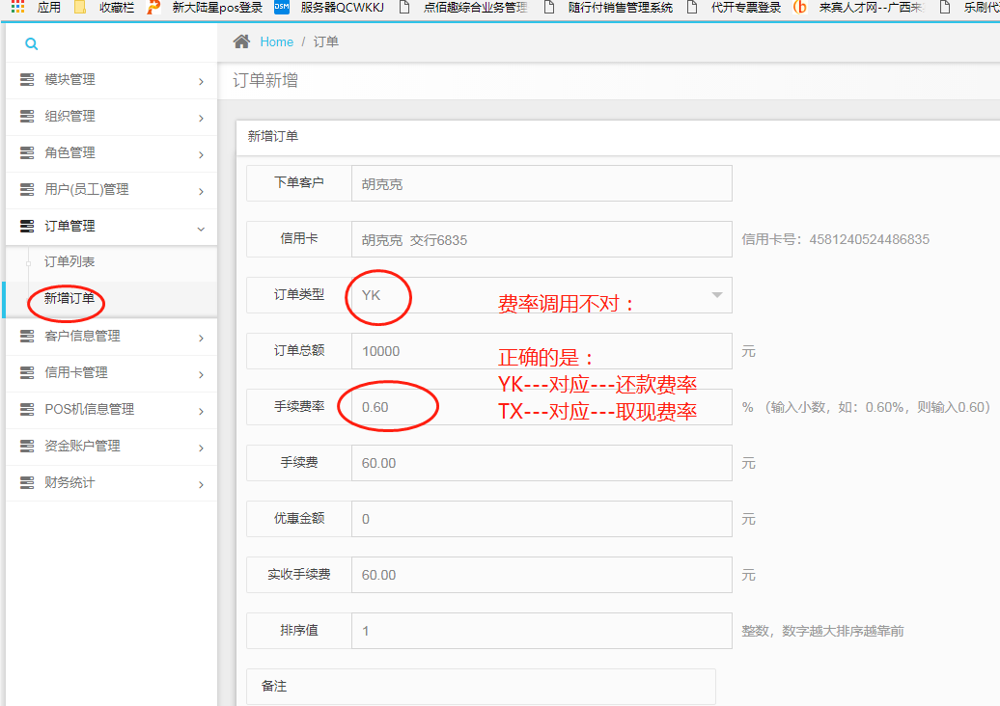 应用 收藏栏 新大陆星pos登录 DSM 服务器QCWKKJ 点佰趣综合业务管理 随行付销售管理系统 代开专票登录 来宾人才网--广西来 乐刷代
Home / 订单
订单新增
模块管理
组织管理
角色管理
用户(员工)管理
订单管理
订单列表
新增订单
客户信息管理
信用卡管理
POS机信息管理
资金账户管理
财务统计
新增订单
下单客户 胡克克
信用卡 胡克克 交行6835 信用卡号：4581240524486835
订单类型 YK
费率调用不对：
订单总额 10000 元
正确的是：
YK---对应---还款费率
手续费率 0.60 %（输入小数，如：0.60%，则输入0.60）
TX---对应---取现费率
手续费 60.00 元
优惠金额 0 元
实收手续费 60.00 元
排序值 1 整数，数字越大排序越靠前
备注